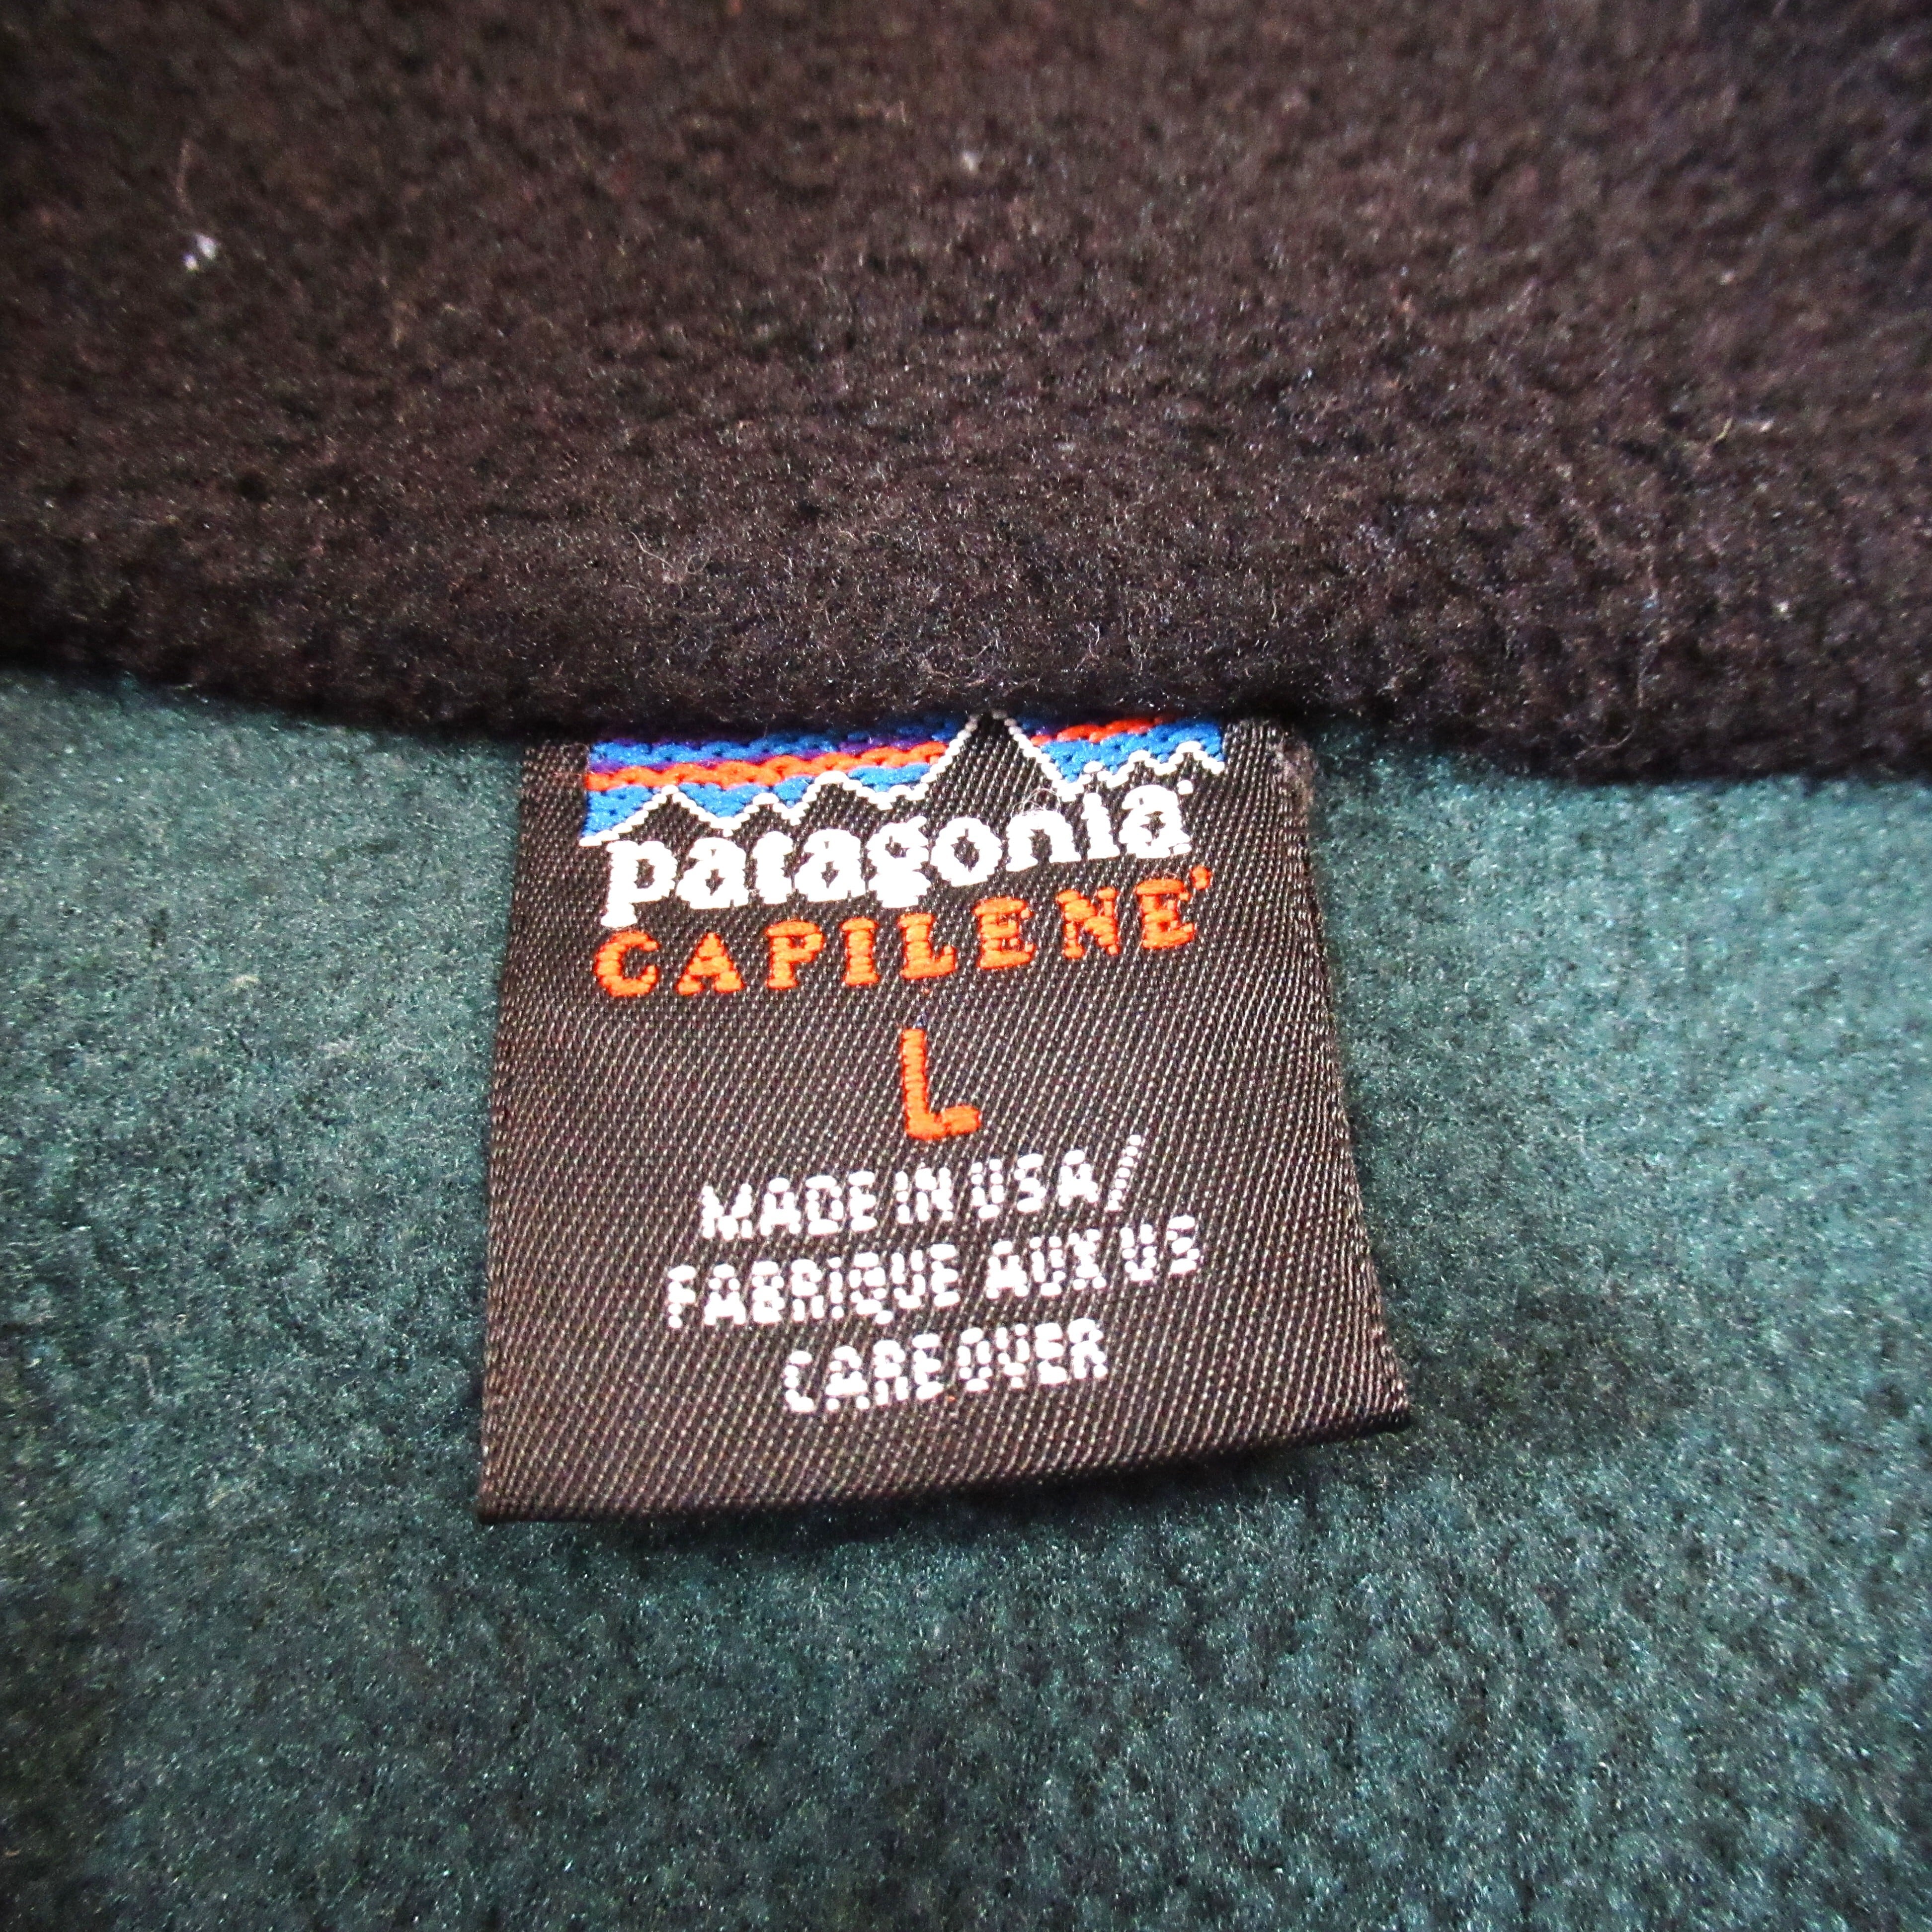 patagonia®
CAPILENE®
L
MADE IN USA/
FABRIQUE AUX US
CARE OVER